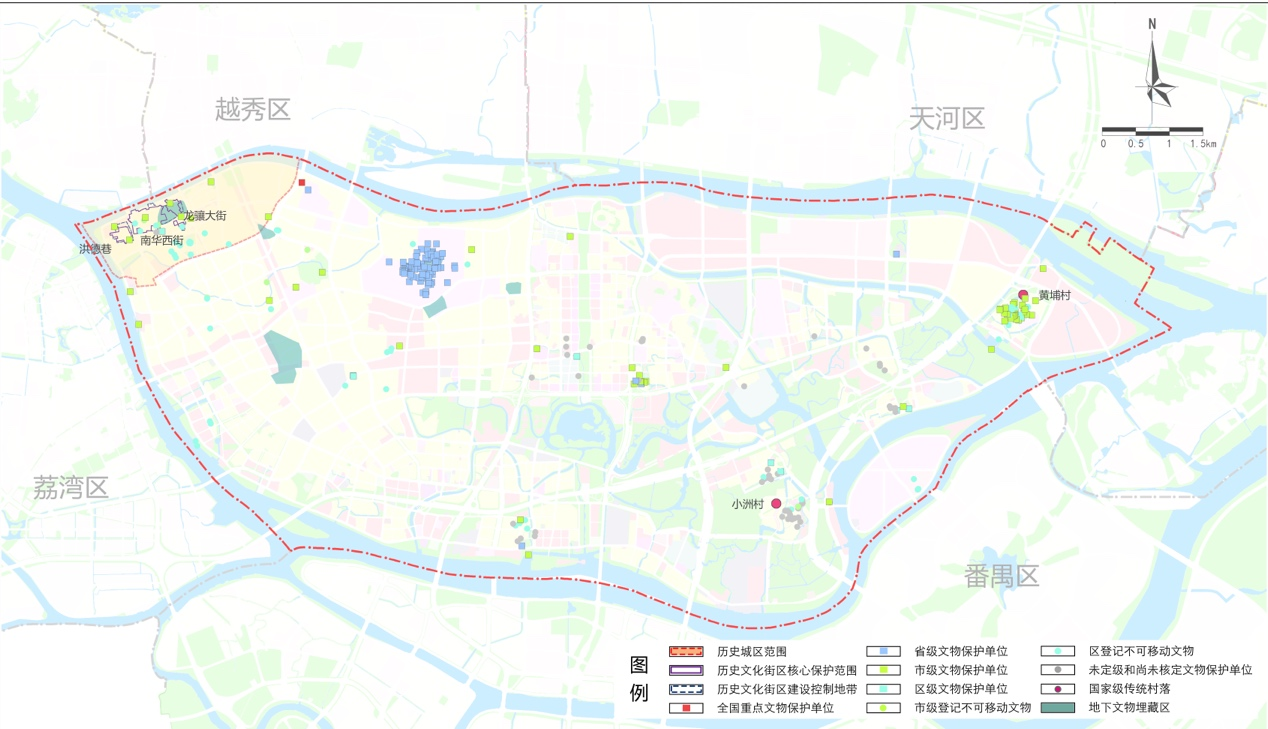 N
越秀区
天河区
0 0.5 1 1.5km
龙骧大街
南华西街
洪德巷
黄埔村
荔湾区
小洲村
番禺区
图例
历史城区范围
历史文化街区核心保护范围
历史文化街区建设控制地带
全国重点文物保护单位
省级文物保护单位
市级文物保护单位
区级文物保护单位
市级登记不可移动文物
区登记不可移动文物
未定级和尚未核定文物保护单位
国家级传统村落
地下文物埋藏区